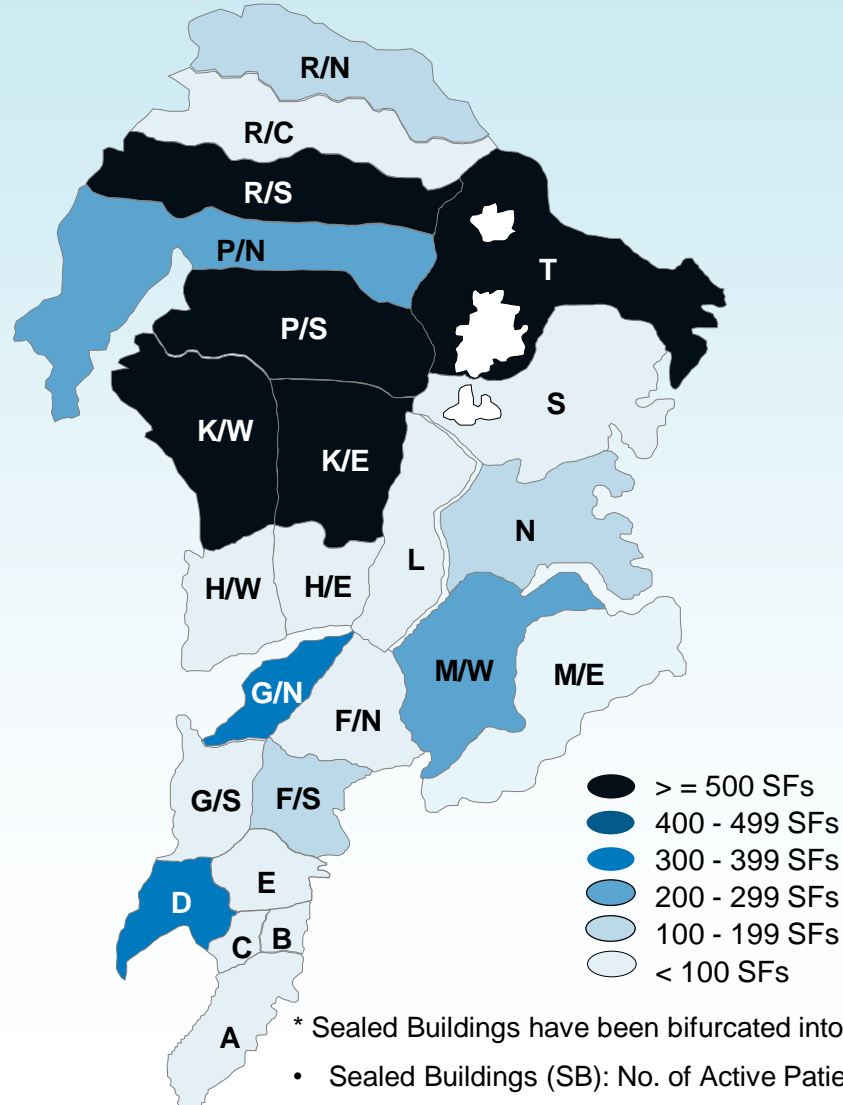 R/N
R/C
R/S
P/N
T
P/S
S
K/W
K/E
N
L
H/W
H/E
M/W
M/E
G/N
F/N
G/S
F/S
E
D
C
B
A
> = 500 SFs
400 - 499 SFs
300 - 399 SFs
200 - 299 SFs
100 - 199 SFs
< 100 SFs
* Sealed Buildings have been bifurcated into
• Sealed Buildings (SB): No. of Active Patie